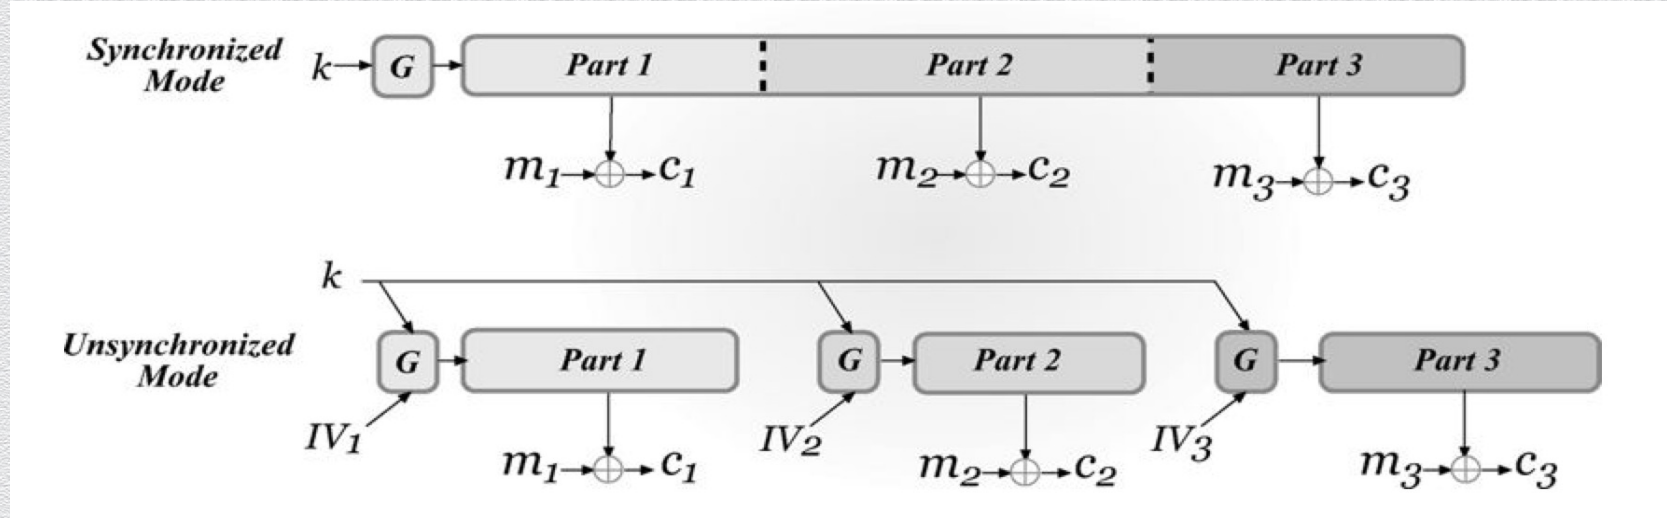 Synchronized
Mode
k G Part 1 Part 2 Part 3
m1 c1 m2 c2 m3 c3
k
Unsynchronized
Mode
G Part 1 G Part 2 G Part 3
IV1 IV2 IV3
m1 c1 m2 c2 m3 c3